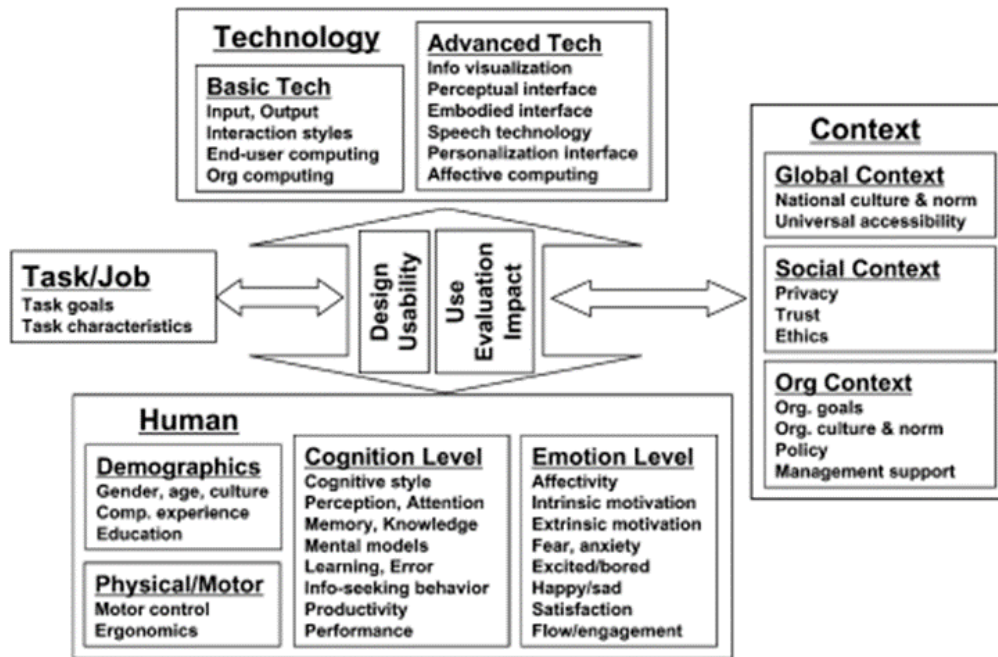 Technology
Basic Tech
Input, Output
Interaction styles
End-user computing
Org computing
Advanced Tech
Info visualization
Perceptual interface
Embodied interface
Speech technology
Personalization interface
Affective computing
Task/Job
Task goals
Task characteristics
Design
Usability
Use
Evaluation
Impact
Context
Global Context
National culture & norm
Universal accessibility
Social Context
Privacy
Trust
Ethics
Org Context
Org. goals
Org. culture & norm
Policy
Management support
Human
Demographics
Gender, age, culture
Comp. experience
Education
Physical/Motor
Motor control
Ergonomics
Cognition Level
Cognitive style
Perception, Attention
Memory, Knowledge
Mental models
Learning, Error
Info-seeking behavior
Productivity
Performance
Emotion Level
Affectivity
Intrinsic motivation
Extrinsic motivation
Fear, anxiety
Excited/bored
Happy/sad
Satisfaction
Flow/engagement